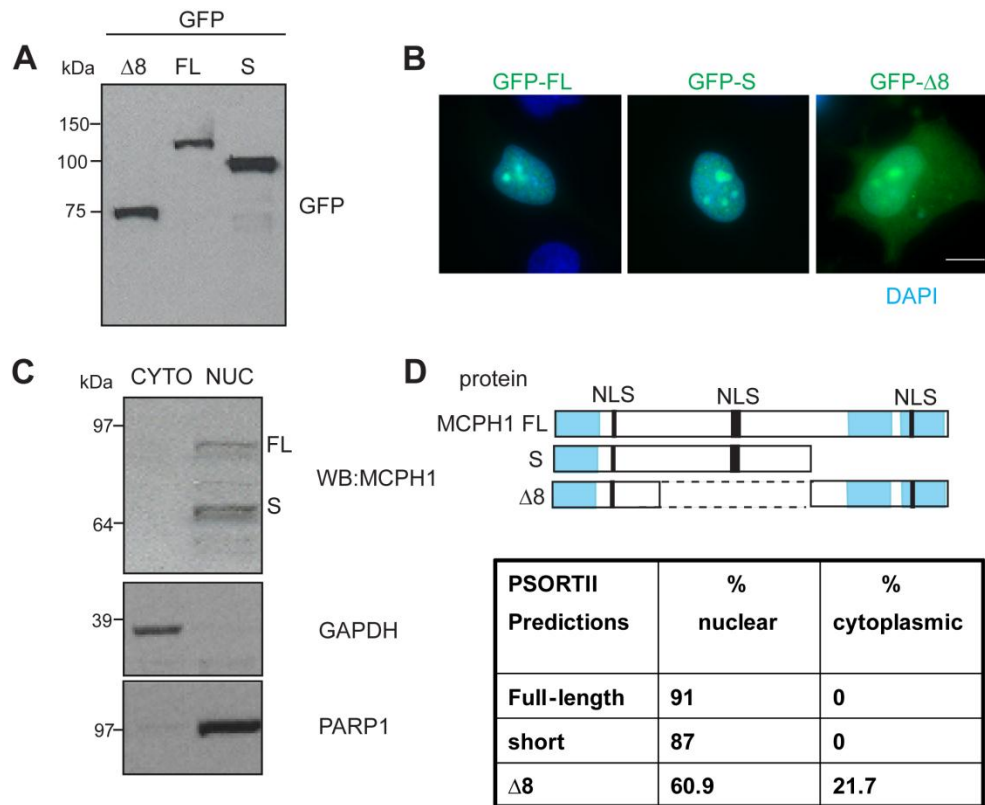 GFP
A
kDa Δ8 FL S
150
100
75
GFP
B
GFP-FL GFP-S GFP-Δ8
DAPI
C
kDa CYTO NUC
97
FL
WB:MCPH1
S
64
39
GAPDH
97
PARP1
D
protein
NLS NLS NLS
MCPH1 FL
S
Δ8
PSORTII % %
Predictions nuclear cytoplasmic
Full-length 91 0
short 87 0
Δ8 60.9 21.7